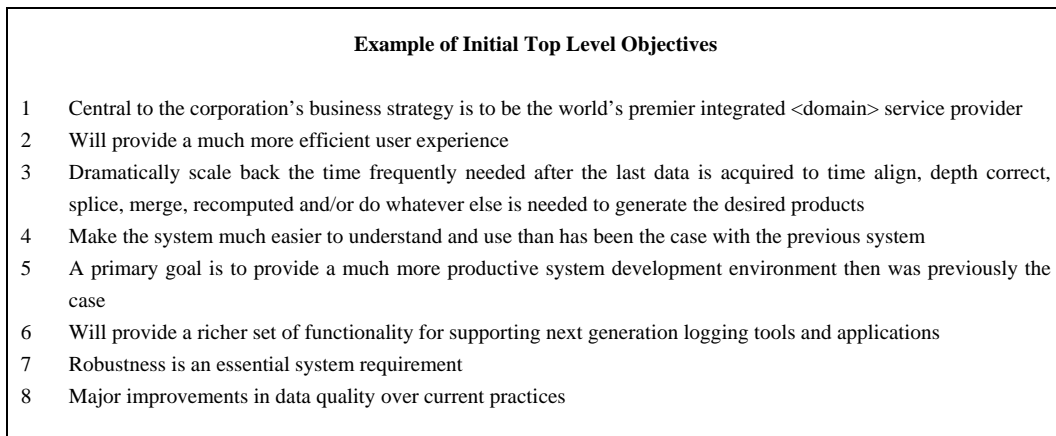 Example of Initial Top Level Objectives
1 Central to the corporation's business strategy is to be the world's premier integrated <domain> service provider
2 Will provide a much more efficient user experience
3 Dramatically scale back the time frequently needed after the last data is acquired to time align, depth correct,
splice, merge, recomputed and/or do whatever else is needed to generate the desired products
4 Make the system much easier to understand and use than has been the case with the previous system
5 A primary goal is to provide a much more productive system development environment then was previously the
case
6 Will provide a richer set of functionality for supporting next generation logging tools and applications
7 Robustness is an essential system requirement
8 Major improvements in data quality over current practices